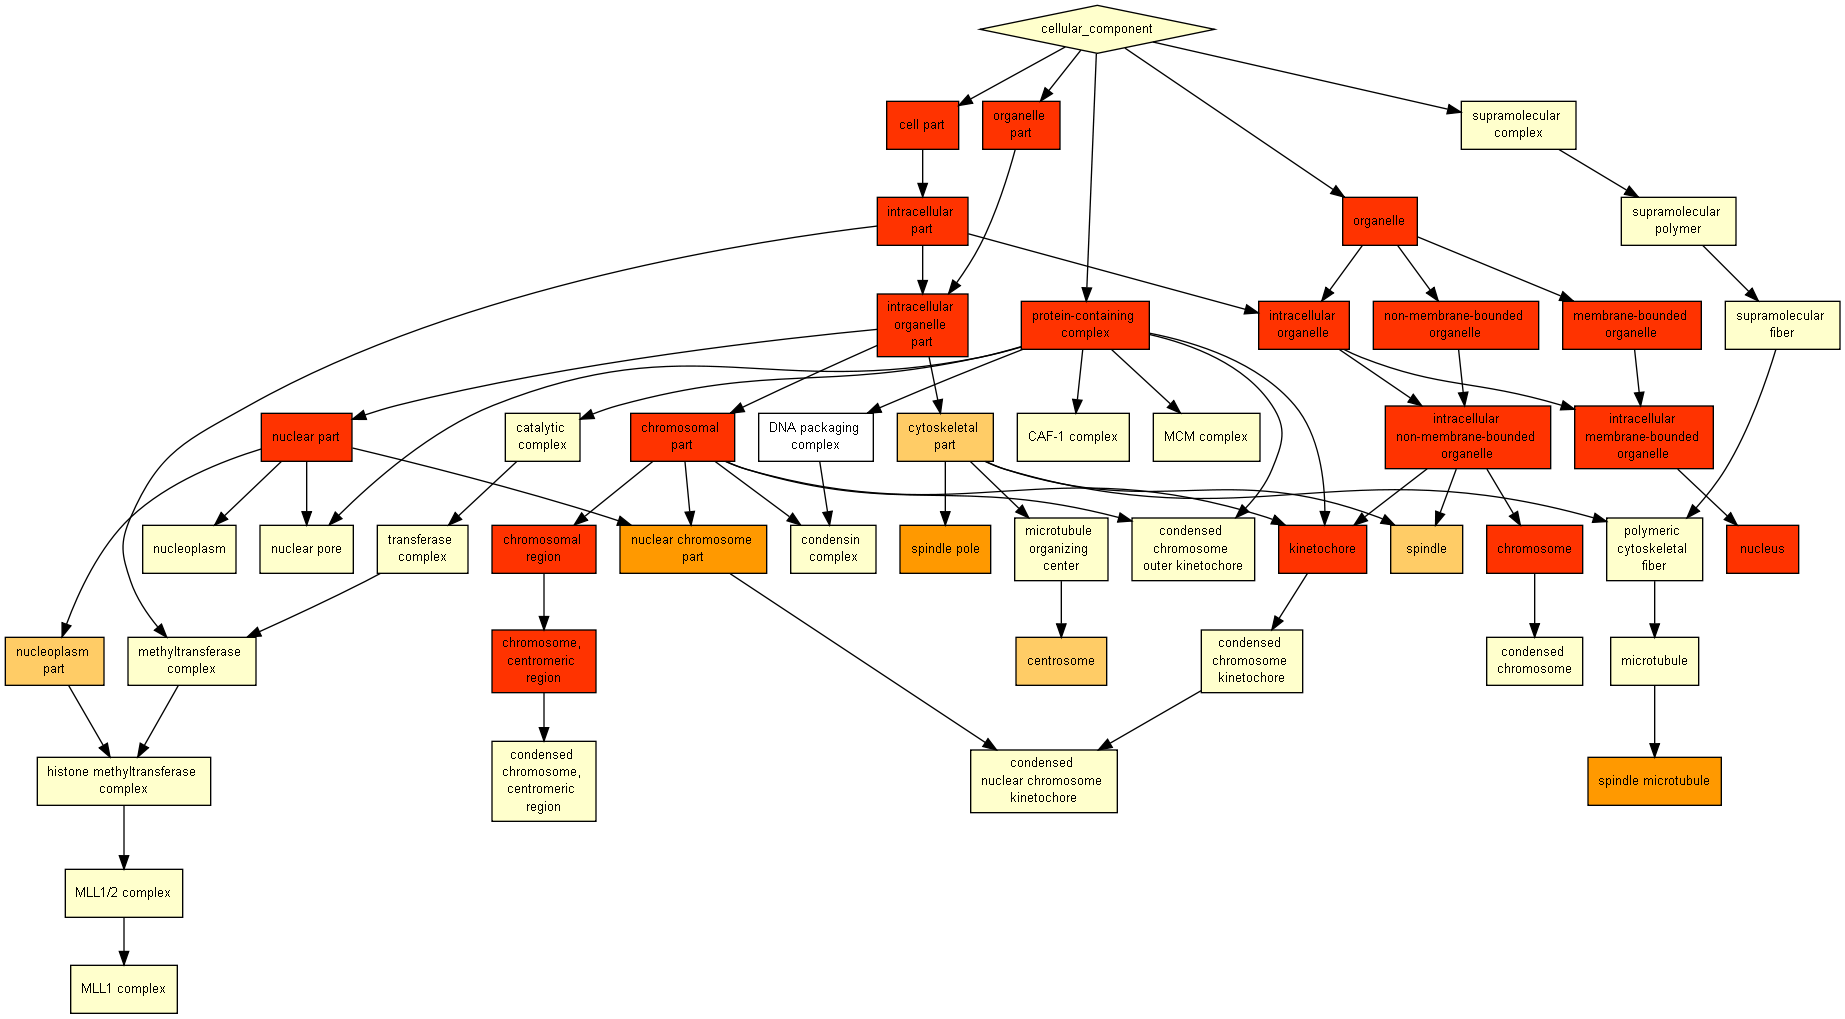 cellular_component
cell part
organelle
part
supramolecular
complex
intracellular
part
organelle
supramolecular
polymer
intracellular
organelle
part
protein-containing
complex
intracellular
organelle
non-membrane-bounded
organelle
membrane-bounded
organelle
supramolecular
fiber
nuclear part
catalytic
complex
chromosomal
part
DNA packaging
complex
cytoskeletal
part
CAF-1 complex
MCM complex
intracellular
non-membrane-bounded
organelle
intracellular
membrane-bounded
organelle
nucleoplasm
nuclear pore
transferase
complex
chromosomal
region
nuclear chromosome
part
condensin
complex
spindle pole
microtubule
organizing
center
condensed
chromosome
outer kinetochore
kinetochore
spindle
chromosome
polymeric
cytoskeletal
fiber
nucleus
nucleoplasm
part
methyltransferase
complex
chromosome,
centromeric
region
centrosome
condensed
chromosome
kinetochore
condensed
chromosome
microtubule
histone methyltransferase
complex
condensed
chromosome,
centromeric
region
condensed
nuclear chromosome
kinetochore
spindle microtubule
MLL1/2 complex
MLL1 complex